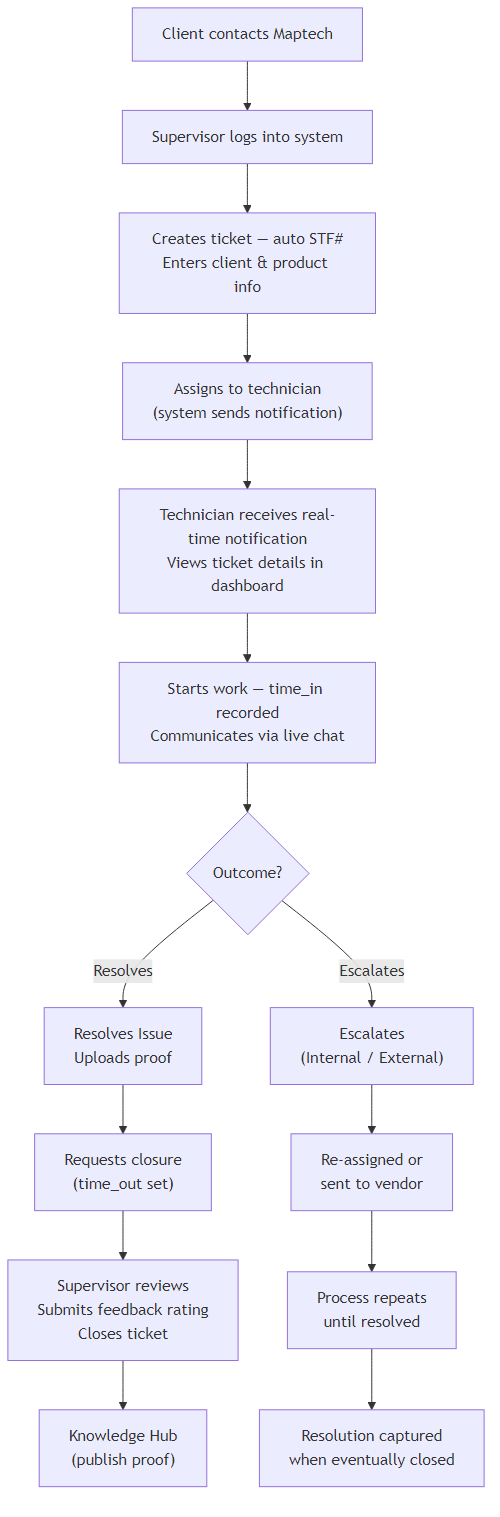 Client contacts Maptech
Supervisor logs into system
Creates ticket — auto STF#
Enters client & product
info
Assigns to technician
(system sends notification)
Technician receives real-
time notification
Views ticket details in
dashboard
Starts work — time_in
recorded
Communicates via live chat
Outcome?
Resolves
Escalates
Resolves Issue
Uploads proof
Escalates
(Internal / External)
Requests closure
(time_out set)
Re-assigned or
sent to vendor
Supervisor reviews
Submits feedback rating
Closes ticket
Process repeats
until resolved
Knowledge Hub
(publish proof)
Resolution captured
when eventually closed